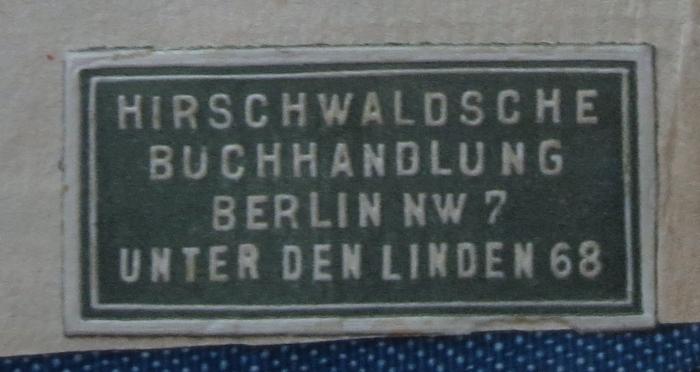 HIRSCHWALDSCHE
BUCHHANDLUNG
BERLIN NW 7
UNTER DEN LINDEN 68